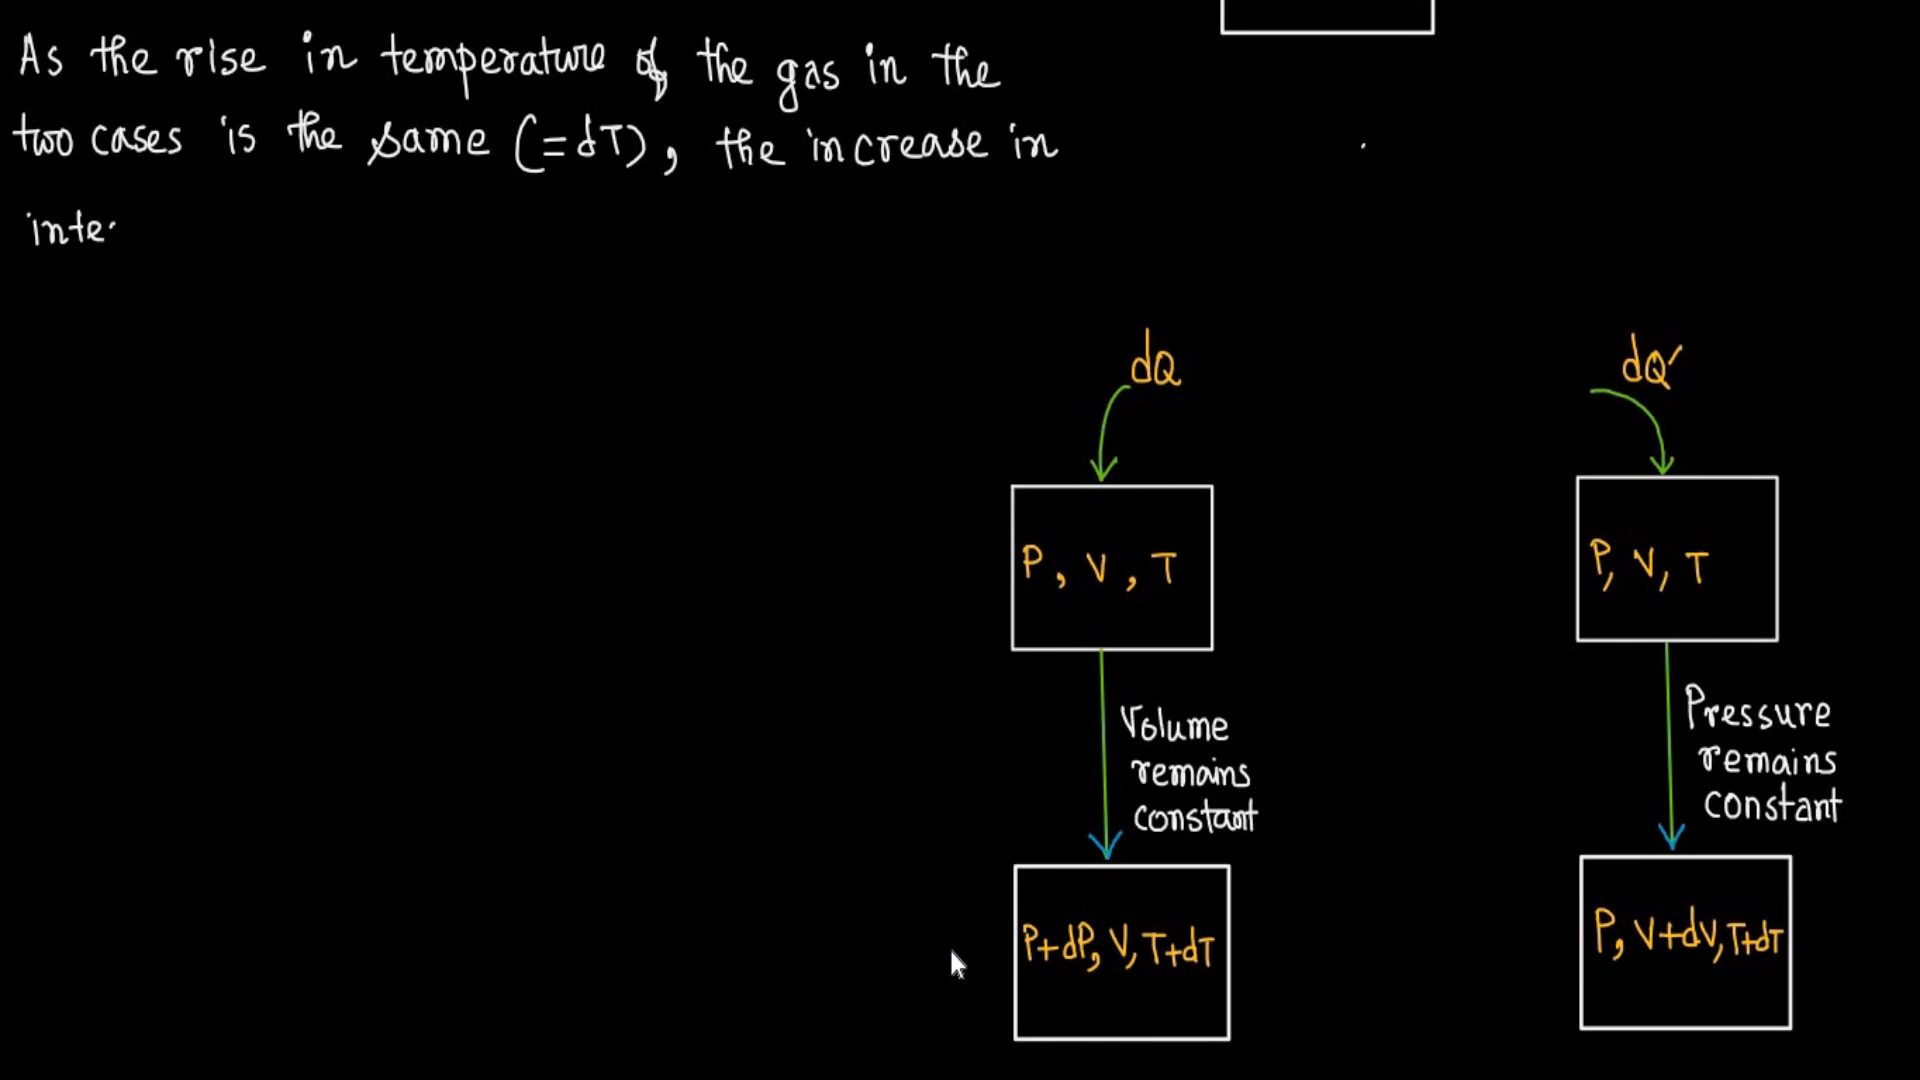 As the rise in temperature of the gas in the
two cases is the same (=dT), the increase in
inte
dQ
dQ'
P, V, T
P, V, T
Volume
remains
constant
Pressure
remains
constant
P+dP, V, T+dT
P, V+dV, T+dT